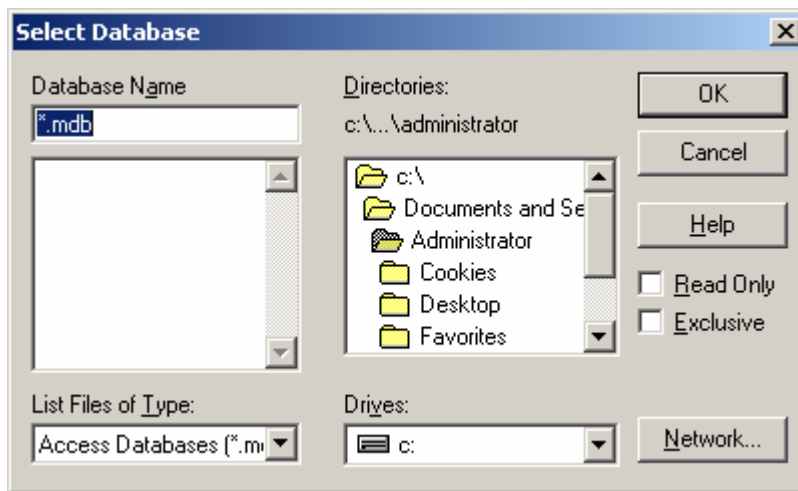 Select Database
Database Name
*.mdb
List Files of Type:
Access Databases (*.m
Directories:
c:\...\administrator
c:\
Documents and Se
Administrator
Cookies
Desktop
Favorites
Drives:
c:
OK
Cancel
Help
Read Only
Exclusive
Network...